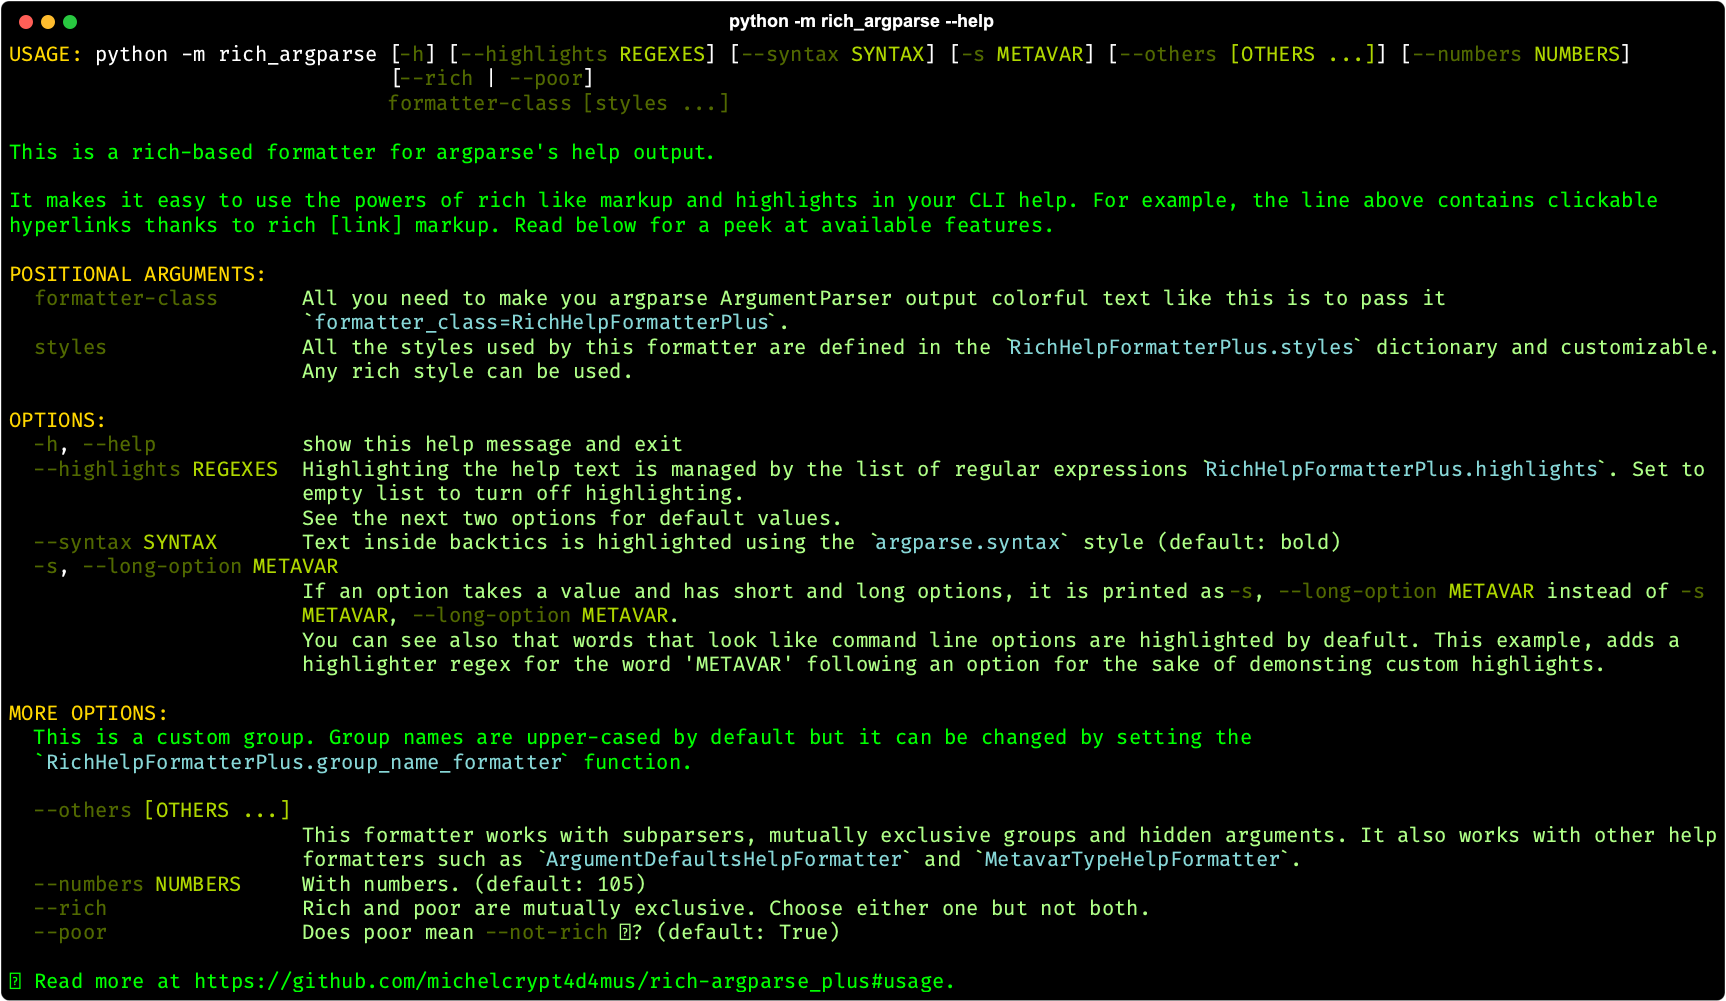 python -m rich_argparse --help
USAGE: python -m rich_argparse [-h] [--highlights REGEXES] [--syntax SYNTAX] [-s METAVAR] [--others [OTHERS ...]] [--numbers NUMBERS]
[--rich | --poor]
formatter-class [styles ...]
This is a rich-based formatter for argparse's help output.
It makes it easy to use the powers of rich like markup and highlights in your CLI help. For example, the line above contains clickable
hyperlinks thanks to rich [link] markup. Read below for a peek at available features.
POSITIONAL ARGUMENTS:
formatter-class All you need to make you argparse ArgumentParser output colorful text like this is to pass it
`formatter_class=RichHelpFormatterPlus`.
styles All the styles used by this formatter are defined in the `RichHelpFormatterPlus.styles` dictionary and customizable.
Any rich style can be used.
OPTIONS:
-h, --help show this help message and exit
--highlights REGEXES Highlighting the help text is managed by the list of regular expressions `RichHelpFormatterPlus.highlights`. Set to
empty list to turn off highlighting.
See the next two options for default values.
--syntax SYNTAX Text inside backtics is highlighted using the `argparse.syntax` style (default: bold)
-s, --long-option METAVAR
If an option takes a value and has short and long options, it is printed as -s, --long-option METAVAR instead of -s
METAVAR, --long-option METAVAR.
You can see also that words that look like command line options are highlighted by deafult. This example, adds a
highlighter regex for the word 'METAVAR' following an option for the sake of demonsting custom highlights.
MORE OPTIONS:
This is a custom group. Group names are upper-cased by default but it can be changed by setting the
`RichHelpFormatterPlus.group_name_formatter` function.
--others [OTHERS ...]
This formatter works with subparsers, mutually exclusive groups and hidden arguments. It also works with other help
formatters such as `ArgumentDefaultsHelpFormatter` and `MetavarTypeHelpFormatter`.
--numbers NUMBERS With numbers. (default: 105)
--rich Rich and poor are mutually exclusive. Choose either one but not both.
--poor Does poor mean --not-rich ? (default: True)
Read more at https://github.com/michelcrypt4d4mus/rich-argparse_plus#usage.